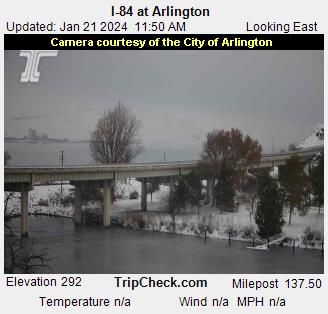 I-84 at Arlington
Updated: Jan 21 2024 11:50 AM Looking East
Camera courtesy of the City of Arlington
Elevation 292 TripCheck.com Milepost 137.50
Temperature n/a Wind n/a MPH n/a